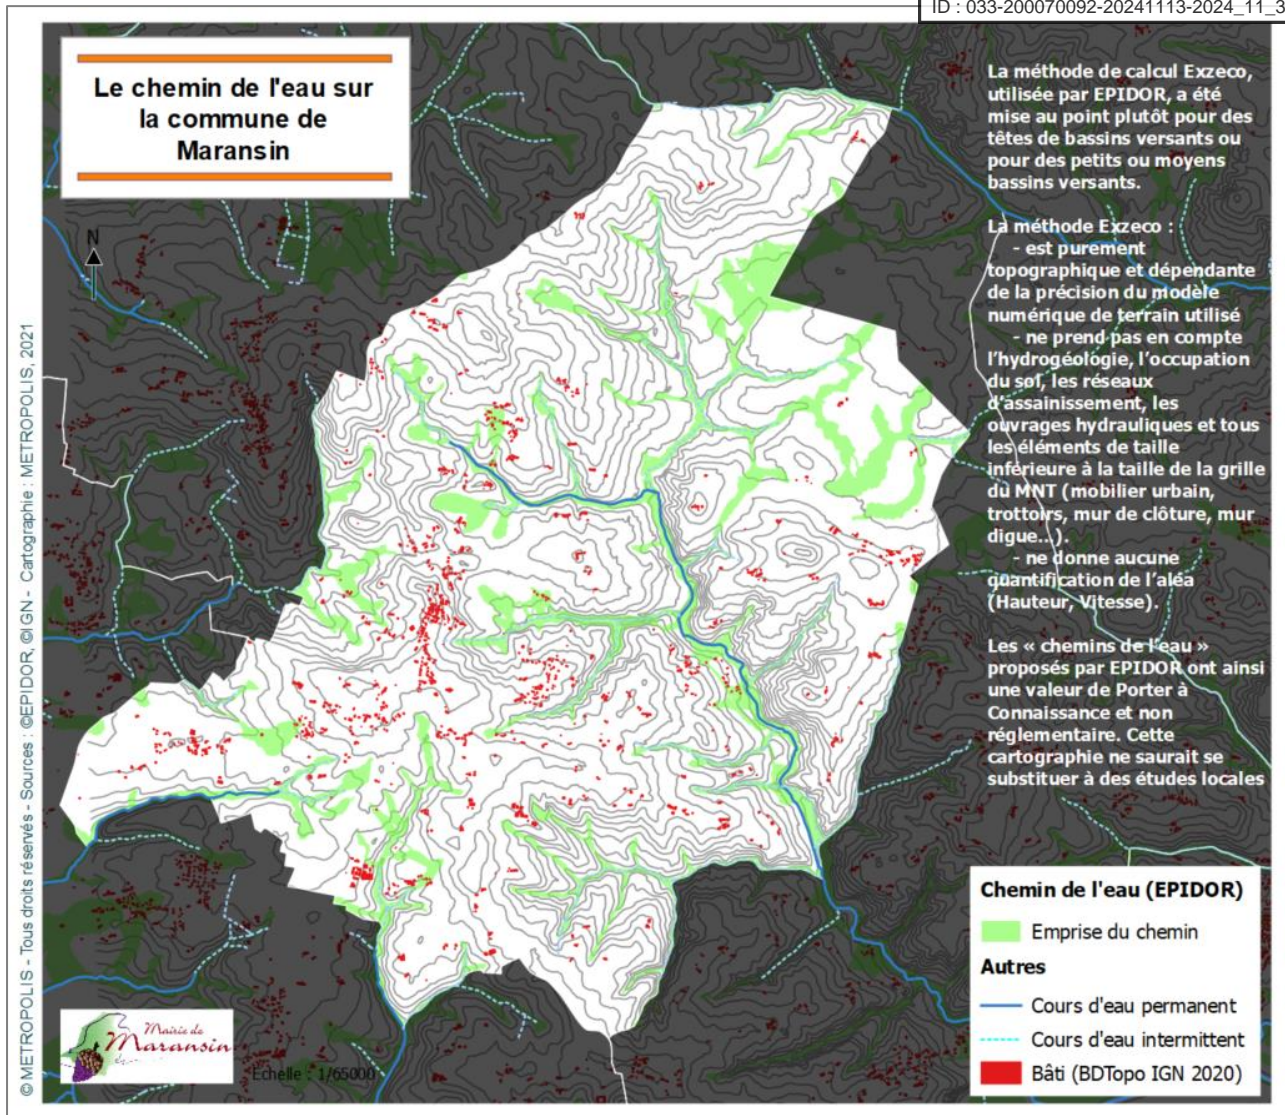 ID : 033-200070092-20241113-2024_11_3
Le chemin de l'eau sur
la commune de
Maransin
N
La méthode de calcul Exzeco,
utilisée par EPIDOR, a été
mise au point plutôt pour des
têtes de bassins versants ou
pour des petits ou moyens
bassins versants.
La méthode Exzeco :
- est purement
topographique et dépendante
de la précision du modèle
numérique de terrain utilisé
- ne prend pas en compte
l'hydrogéologie, l'occupation
du sol, les réseaux
d'assainissement, les
ouvrages hydrauliques et tous
les éléments de taille
inférieure à la taille de la grille
du MNT (mobilier urbain,
trottoirs, mur de clôture, mur
digue...).
- ne donne aucune
quantification de l'aléa
(Hauteur, Vitesse).
Les « chemins de l'eau »
proposés par EPIDOR ont ainsi
une valeur de Porter à
Connaissance et non
réglementaire. Cette
cartographie ne saurait se
substituer à des études locales
Chemin de l'eau (EPIDOR)
Emprise du chemin
Autres
Cours d'eau permanent
Cours d'eau intermittent
Bâti (BDTopo IGN 2020)
Mairie de
Maransin
Echelle : 1/65000
© METROPOLIS - Tous droits réservés - Sources : ©EPIDOR, © IGN - Cartographie : METROPOLIS, 2021